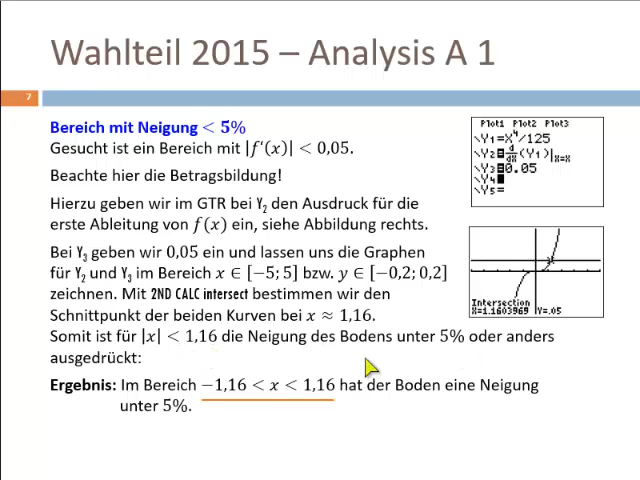 Wahlteil 2015 – Analysis A 1
7
Bereich mit Neigung < 5%
Gesucht ist ein Bereich mit |f′(x)| < 0,05.
Beachte hier die Betragsbildung!
Hierzu geben wir im GTR bei Y₂ den Ausdruck für die
erste Ableitung von f(x) ein, siehe Abbildung rechts.
Bei Y₃ geben wir 0,05 ein und lassen uns die Graphen
für Y₂ und Y₃ im Bereich x ∈ [−5; 5] bzw. y ∈ [−0,2; 0,2]
zeichnen. Mit 2ND CALC intersect bestimmen wir den
Schnittpunkt der beiden Kurven bei x ≈ 1,16.
Somit ist für |x| < 1,16 die Neigung des Bodens unter 5% oder anders
ausgedrückt:
Ergebnis: Im Bereich −1,16 < x < 1,16 hat der Boden eine Neigung
unter 5%.
Plot1 Plot2 Plot3
\Y₁=X⁴/125
\Y₂=d/dX(Y₁)|X=X
\Y₃=0.05
\Y₄=
\Y₅=
Intersection
X=1.1603969 Y=.05